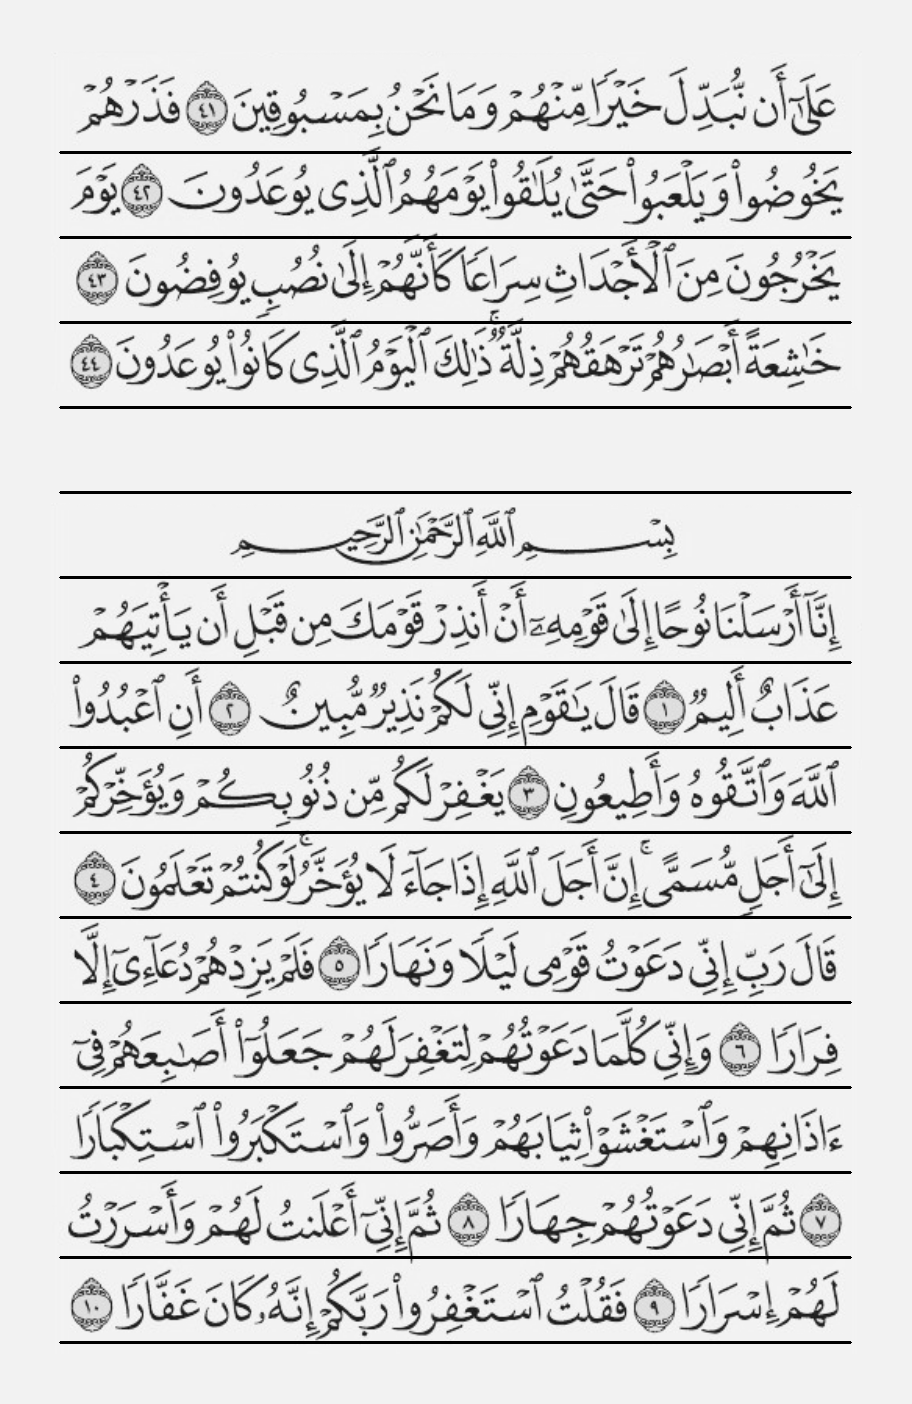 عَلَىٰٓ أَن نُّبَدِّلَ خَيْرًا مِّنْهُمْ وَمَا نَحْنُ بِمَسْبُوقِينَ ٤١ فَذَرْهُمْ
يَخُوضُوا۟ وَيَلْعَبُوا۟ حَتَّىٰ يُلَـٰقُوا۟ يَوْمَهُمُ ٱلَّذِى يُوعَدُونَ ٤٢ يَوْمَ
يَخْرُجُونَ مِنَ ٱلْأَجْدَاثِ سِرَاعًا كَأَنَّهُمْ إِلَىٰ نُصُبٍ يُوفِضُونَ ٤٣
خَـٰشِعَةً أَبْصَـٰرُهُمْ تَرْهَقُهُمْ ذِلَّةٌ ۚ ذَٰلِكَ ٱلْيَوْمُ ٱلَّذِى كَانُوا۟ يُوعَدُونَ ٤٤
بِسْمِ ٱللَّهِ ٱلرَّحْمَـٰنِ ٱلرَّحِيمِ
إِنَّآ أَرْسَلْنَا نُوحًا إِلَىٰ قَوْمِهِۦٓ أَنْ أَنذِرْ قَوْمَكَ مِن قَبْلِ أَن يَأْتِيَهُمْ
عَذَابٌ أَلِيمٌ ١ قَالَ يَـٰقَوْمِ إِنِّى لَكُمْ نَذِيرٌ مُّبِينٌ ٢ أَنِ ٱعْبُدُوا۟
ٱللَّهَ وَٱتَّقُوهُ وَأَطِيعُونِ ٣ يَغْفِرْ لَكُم مِّن ذُنُوبِكُمْ وَيُؤَخِّرْكُمْ
إِلَىٰٓ أَجَلٍ مُّسَمًّى ۚ إِنَّ أَجَلَ ٱللَّهِ إِذَا جَآءَ لَا يُؤَخَّرُ ۚ لَوْ كُنتُمْ تَعْلَمُونَ ٤
قَالَ رَبِّ إِنِّى دَعَوْتُ قَوْمِى لَيْلًا وَنَهَارًا ٥ فَلَمْ يَزِدْهُمْ دُعَآءِىٓ إِلَّا
فِرَارًا ٦ وَإِنِّى كُلَّمَا دَعَوْتُهُمْ لِتَغْفِرَ لَهُمْ جَعَلُوٓا۟ أَصَـٰبِعَهُمْ فِىٓ
ءَاذَانِهِمْ وَٱسْتَغْشَوْا۟ ثِيَابَهُمْ وَأَصَرُّوا۟ وَٱسْتَكْبَرُوا۟ ٱسْتِكْبَارًا
٧ ثُمَّ إِنِّى دَعَوْتُهُمْ جِهَارًا ٨ ثُمَّ إِنِّىٓ أَعْلَنتُ لَهُمْ وَأَسْرَرْتُ
لَهُمْ إِسْرَارًا ٩ فَقُلْتُ ٱسْتَغْفِرُوا۟ رَبَّكُمْ إِنَّهُۥ كَانَ غَفَّارًا ١٠